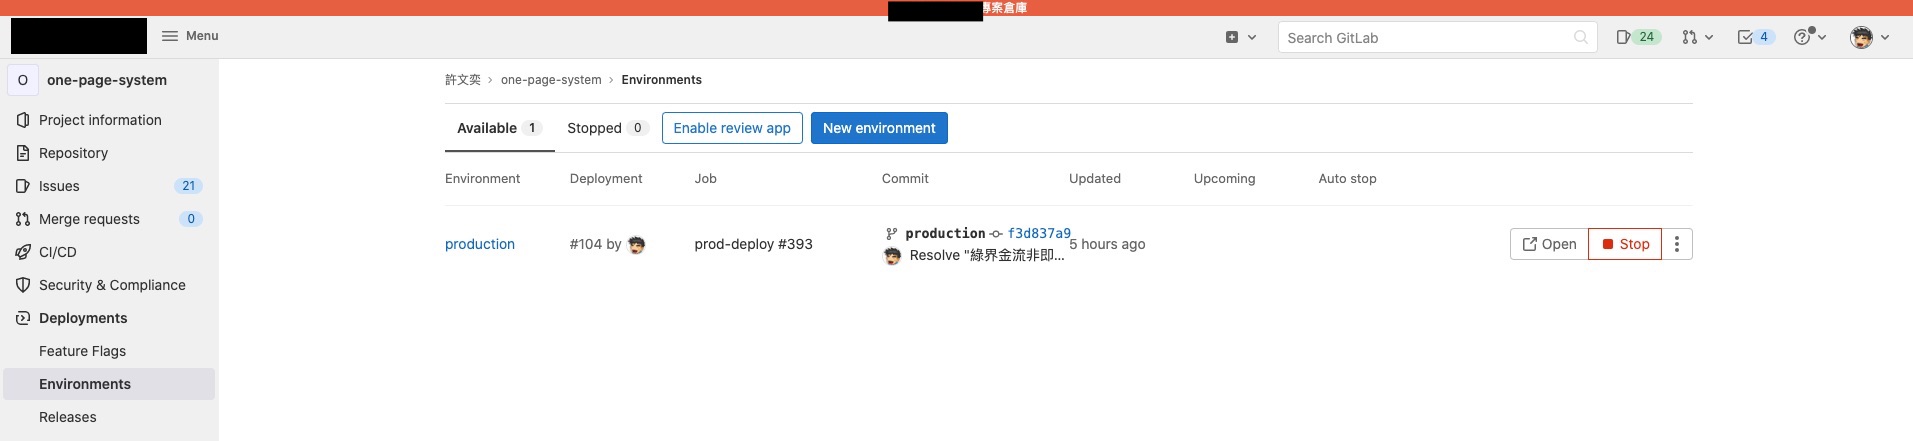 專案倉庫
Menu
Search GitLab
24
4
O one-page-system
Project information
Repository
Issues 21
Merge requests 0
CI/CD
Security & Compliance
Deployments
Feature Flags
Environments
Releases
許文奕 › one-page-system › Environments
Available 1 Stopped 0 Enable review app New environment
Environment Deployment Job Commit Updated Upcoming Auto stop
production #104 by prod-deploy #393 production f3d837a9 5 hours ago Open Stop
Resolve "綠界金流非即...